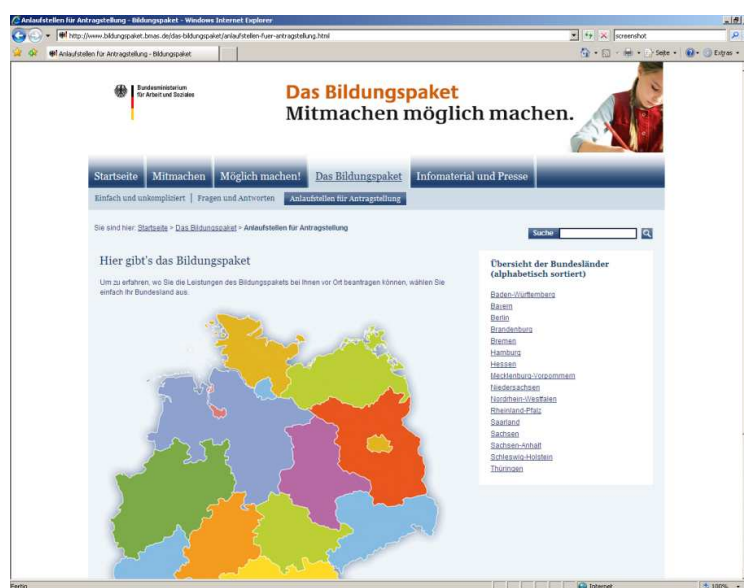 Anlaufstellen für Antragstellung - Bildungspaket - Windows Internet Explorer
http://www.bildungspaket.bmas.de/das-bildungspaket/anlaufstellen-fuer-antragstellung.html
screenshot
Anlaufstellen für Antragstellung - Bildungspaket
Seite
Extras
Bundesministerium
für Arbeit und Soziales
Das Bildungspaket
Mitmachen möglich machen.
Startseite Mitmachen Möglich machen! Das Bildungspaket Infomaterial und Presse
Einfach und unkompliziert | Fragen und Antworten Anlaufstellen für Antragstellung
Sie sind hier: Startseite > Das Bildungspaket > Anlaufstellen für Antragstellung
Suche
Hier gibt's das Bildungspaket
Um zu erfahren, wo Sie die Leistungen des Bildungspakets bei Ihnen vor Ort beantragen können, wählen Sie
einfach Ihr Bundesland aus.
Übersicht der Bundesländer
(alphabetisch sortiert)
Baden-Württemberg
Bayern
Berlin
Brandenburg
Bremen
Hamburg
Hessen
Mecklenburg-Vorpommern
Niedersachsen
Nordrhein-Westfalen
Rheinland-Pfalz
Saarland
Sachsen
Sachsen-Anhalt
Schleswig-Holstein
Thüringen
Fertig
Internet
100%